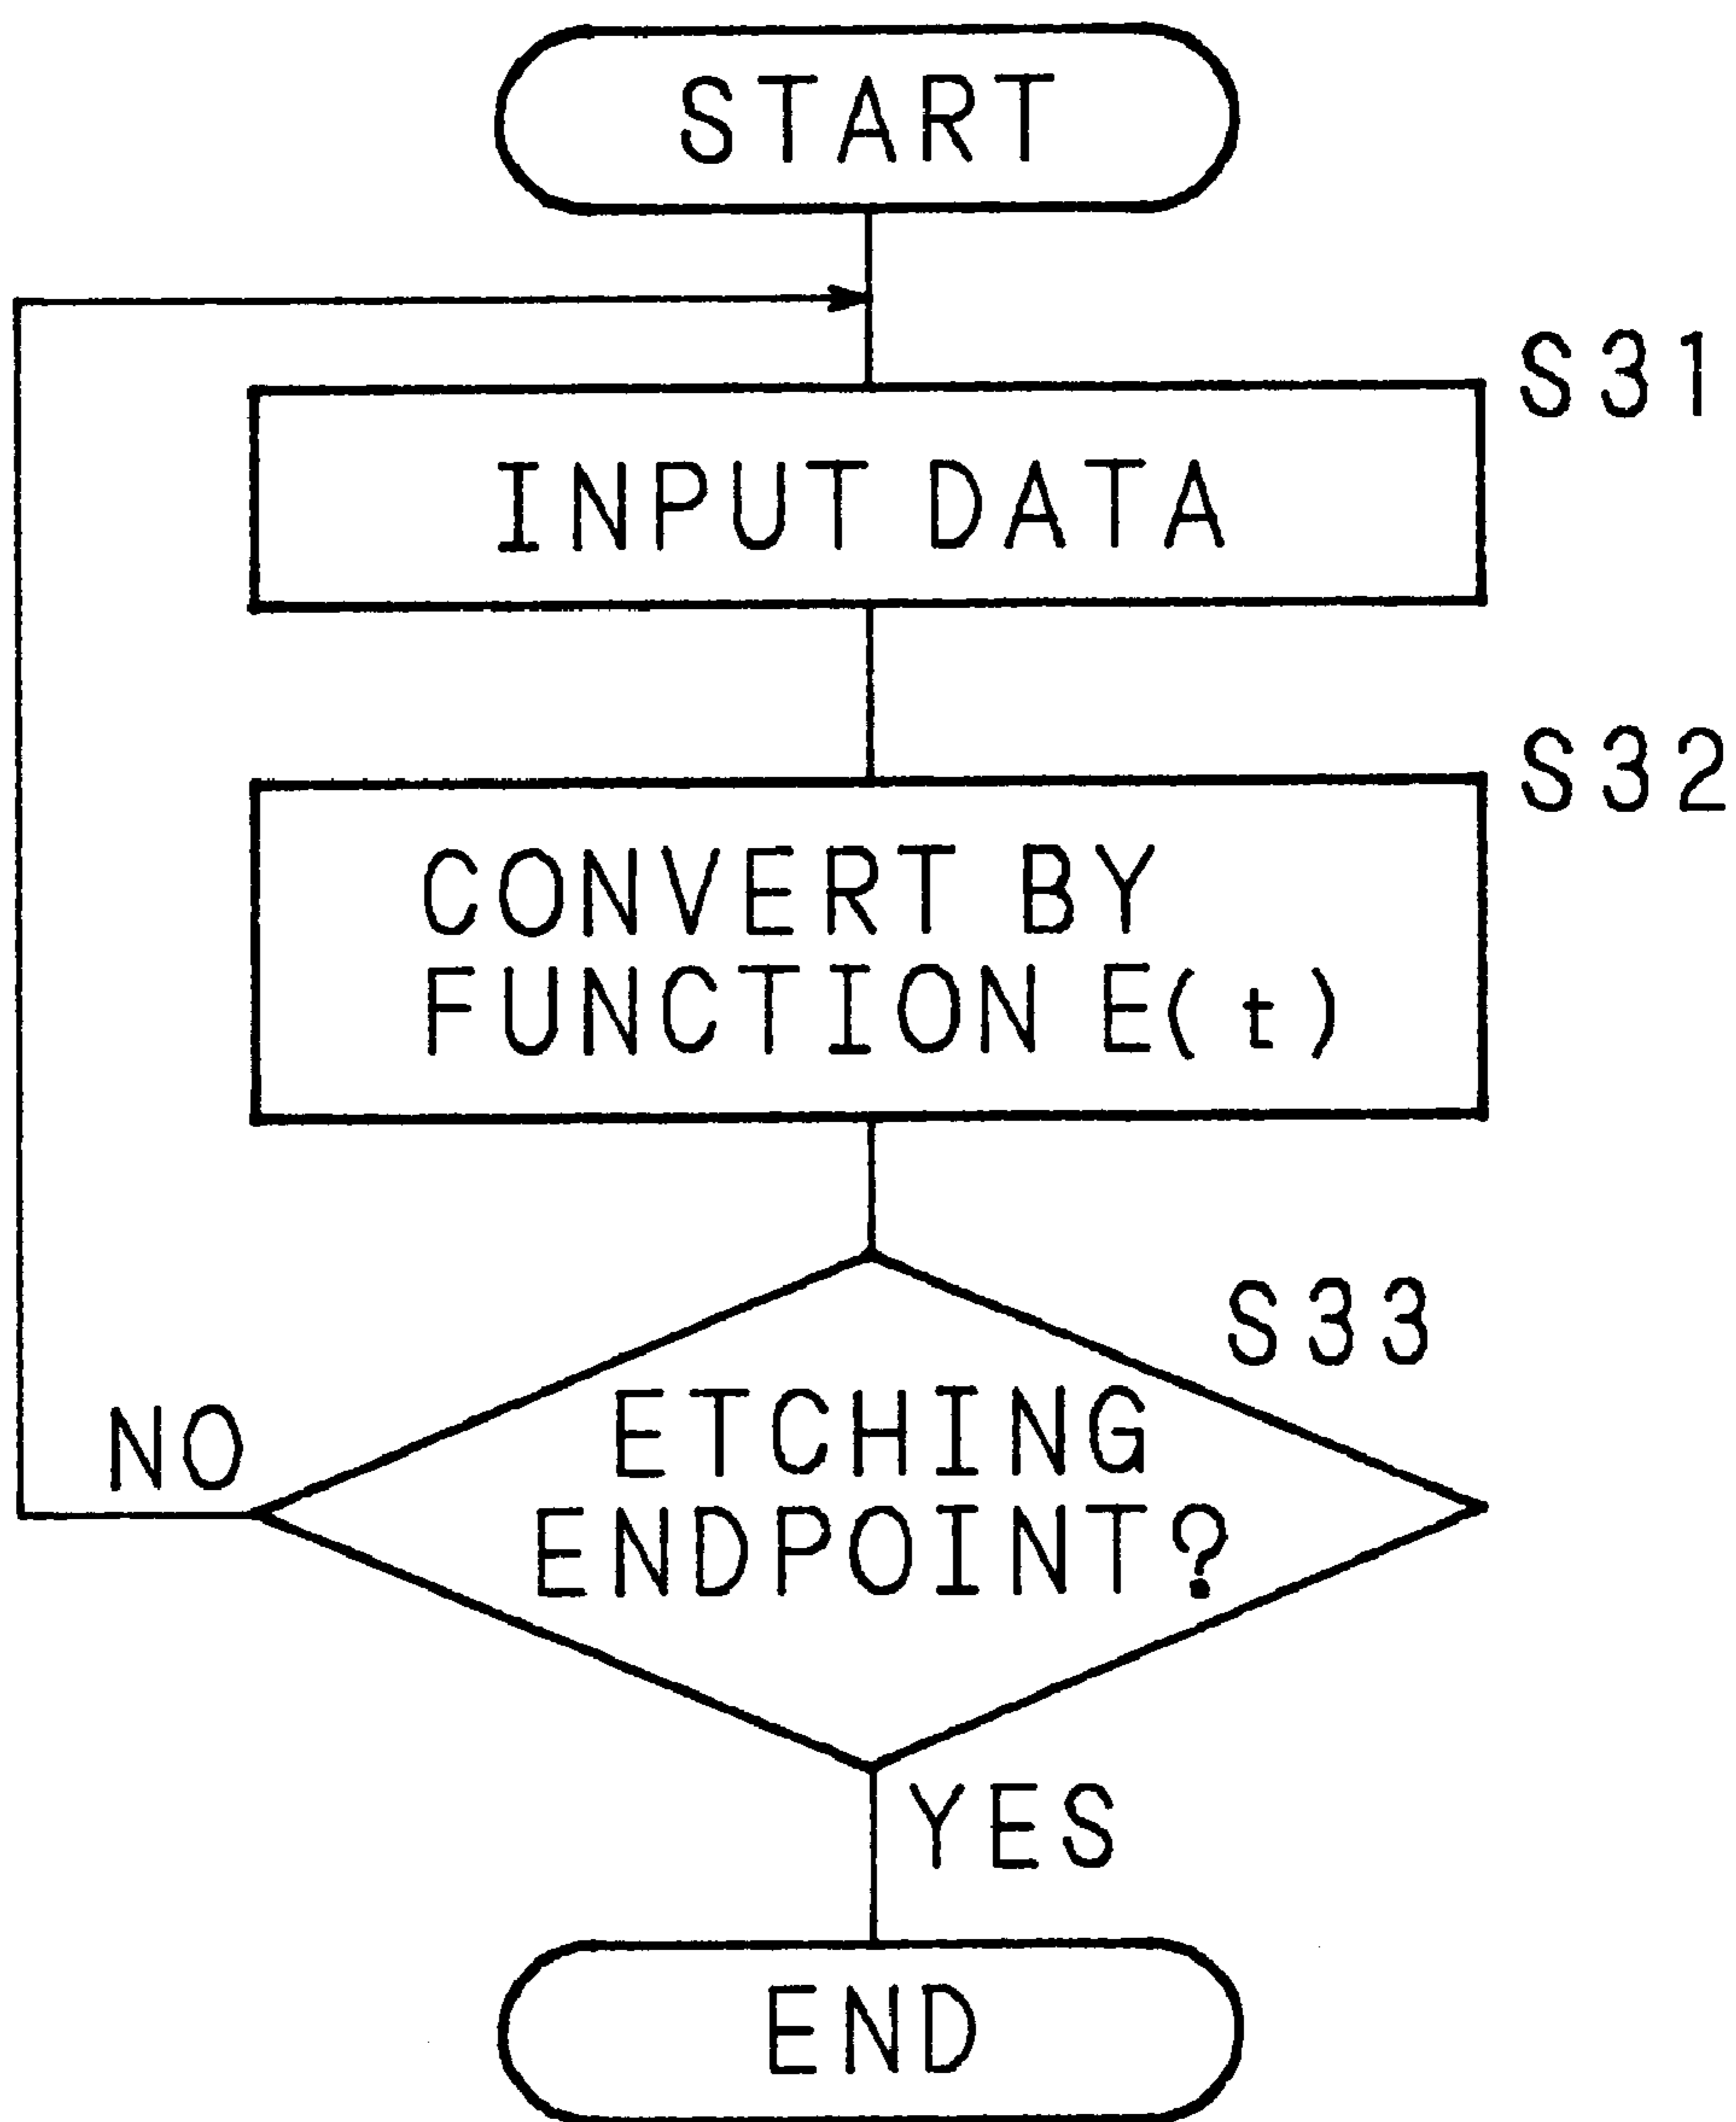 START
S31
INPUT DATA
S32
CONVERT BY
FUNCTION E(t)
S33
ETCHING
ENDPOINT?
NO
YES
END